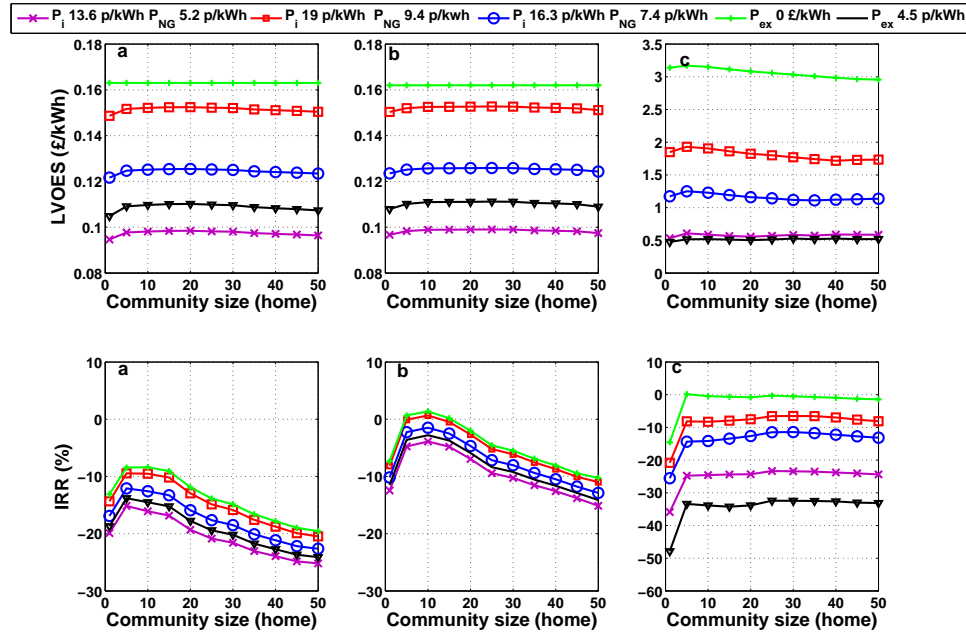 P_i 13.6 p/kWh P_NG 5.2 p/kWh P_i 19 p/kWh P_NG 9.4 p/kwh P_i 16.3 p/kWh P_NG 7.4 p/kWh P_ex 0 £/kWh P_ex 4.5 p/kWh
LVOES (£/kWh)
0.18
0.16
0.14
0.12
0.1
0.08
a
0 10 20 30 40 50
Community size (home)
0.18
0.16
0.14
0.12
0.1
0.08
b
0 10 20 30 40 50
Community size (home)
3.5
3
2.5
2
1.5
1
0.5
0
c
0 10 20 30 40 50
Community size (home)
IRR (%)
10
0
−10
−20
−30
a
0 10 20 30 40 50
Community size (home)
10
0
−10
−20
−30
b
0 10 20 30 40 50
Community size (home)
10
0
−10
−20
−30
−40
−50
−60
c
0 10 20 30 40 50
Community size (home)